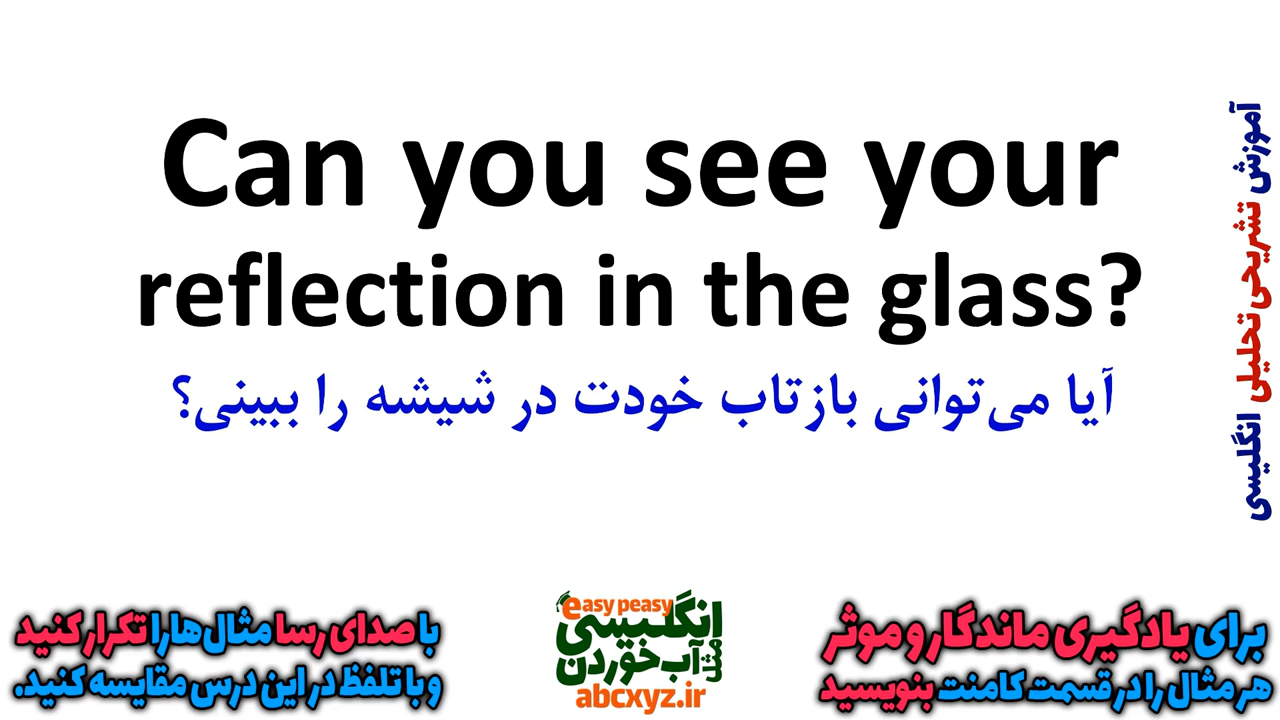 Can you see your
reflection in the glass?
آیا می‌توانی بازتاب خودت در شیشه را ببینی؟
آموزش تشریحی تحلیلی انگلیسی
برای یادگیری ماندگار و موثر
هر مثال را در قسمت کامنت بنویسید
easy peasy
انگلیسی
مثل
آب خوردن
abcxyz.ir
با صدای رسا مثال‌ها را تکرار کنید
و با تلفظ در این درس مقایسه کنید.